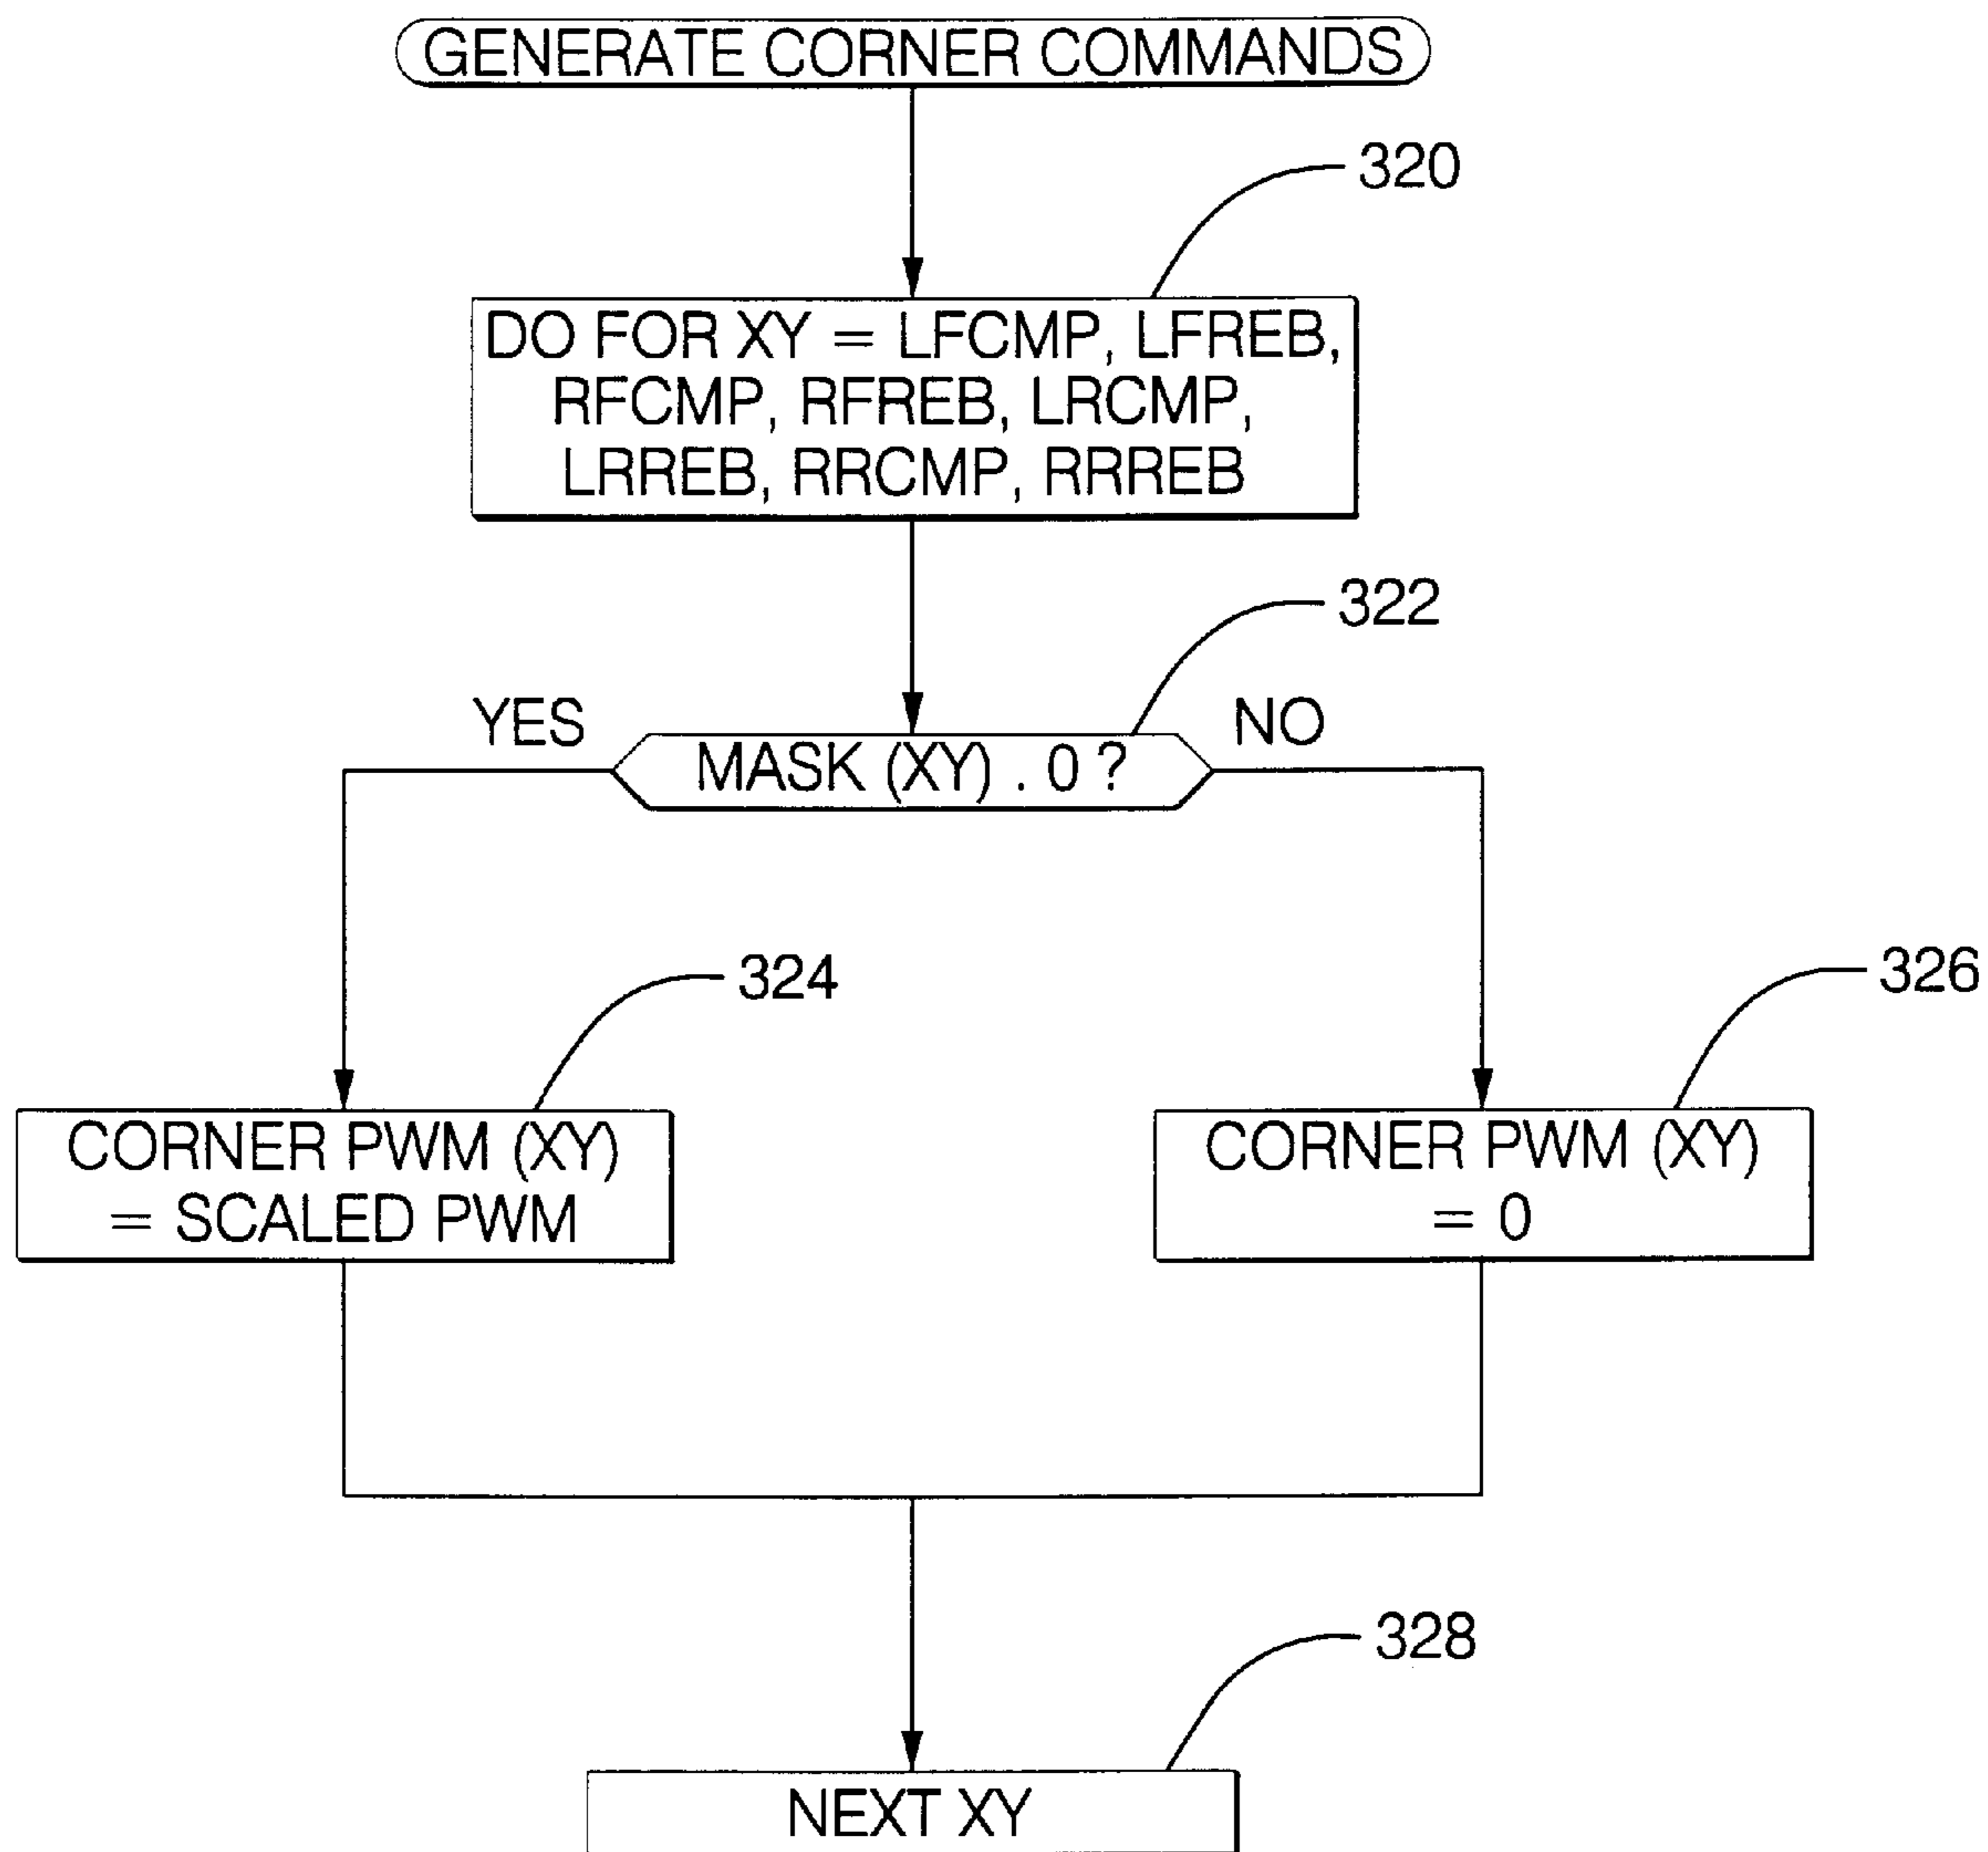 GENERATE CORNER COMMANDS
320
DO FOR XY = LFCMP, LFREB,
RFCMP, RFREB, LRCMP,
LRREB, RRCMP, RRREB
322
YES
NO
MASK (XY) . 0 ?
324
326
CORNER PWM (XY)
= SCALED PWM
CORNER PWM (XY)
= 0
328
NEXT XY